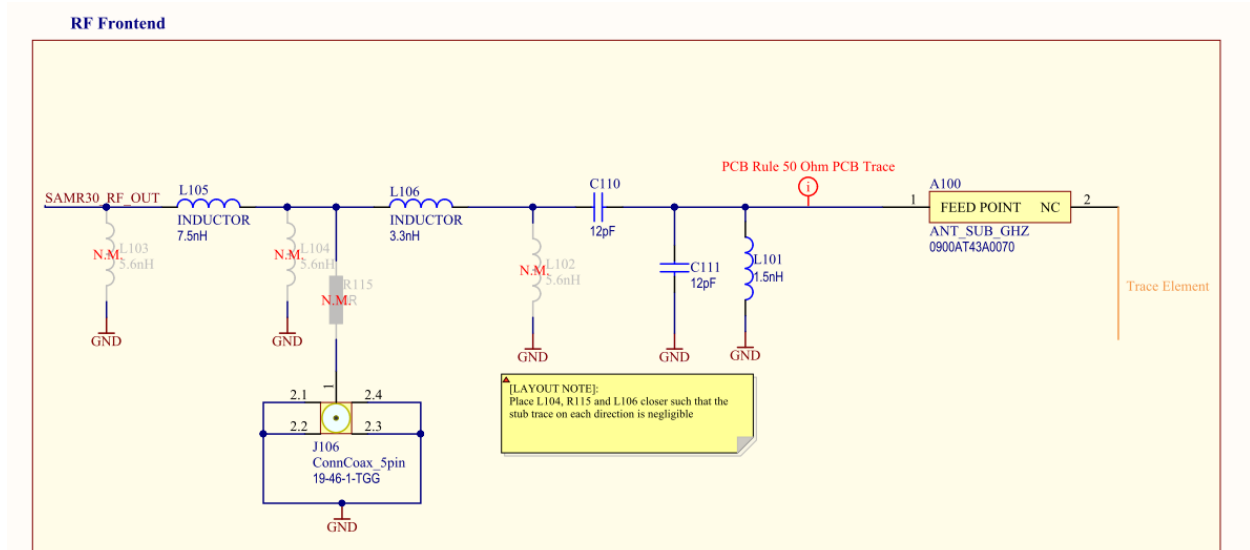 RF Frontend
PCB Rule 50 Ohm PCB Trace
SAMR30_RF_OUT
L105
INDUCTOR
7.5nH
L106
INDUCTOR
3.3nH
C110
12pF
i
A100
1
FEED POINT
NC
2
ANT_SUB_GHZ
0900AT43A0070
N.M.
L103
5.6nH
GND
N.M.
L104
5.6nH
GND
N.M.
R115
R
N.M.
L102
5.6nH
GND
C111
12pF
GND
L101
1.5nH
GND
Trace Element
[LAYOUT NOTE]:
Place L104, R115 and L106 closer such that the
stub trace on each direction is negligible
1
2.1
2.4
2.2
2.3
J106
ConnCoax_5pin
19-46-1-TGG
GND